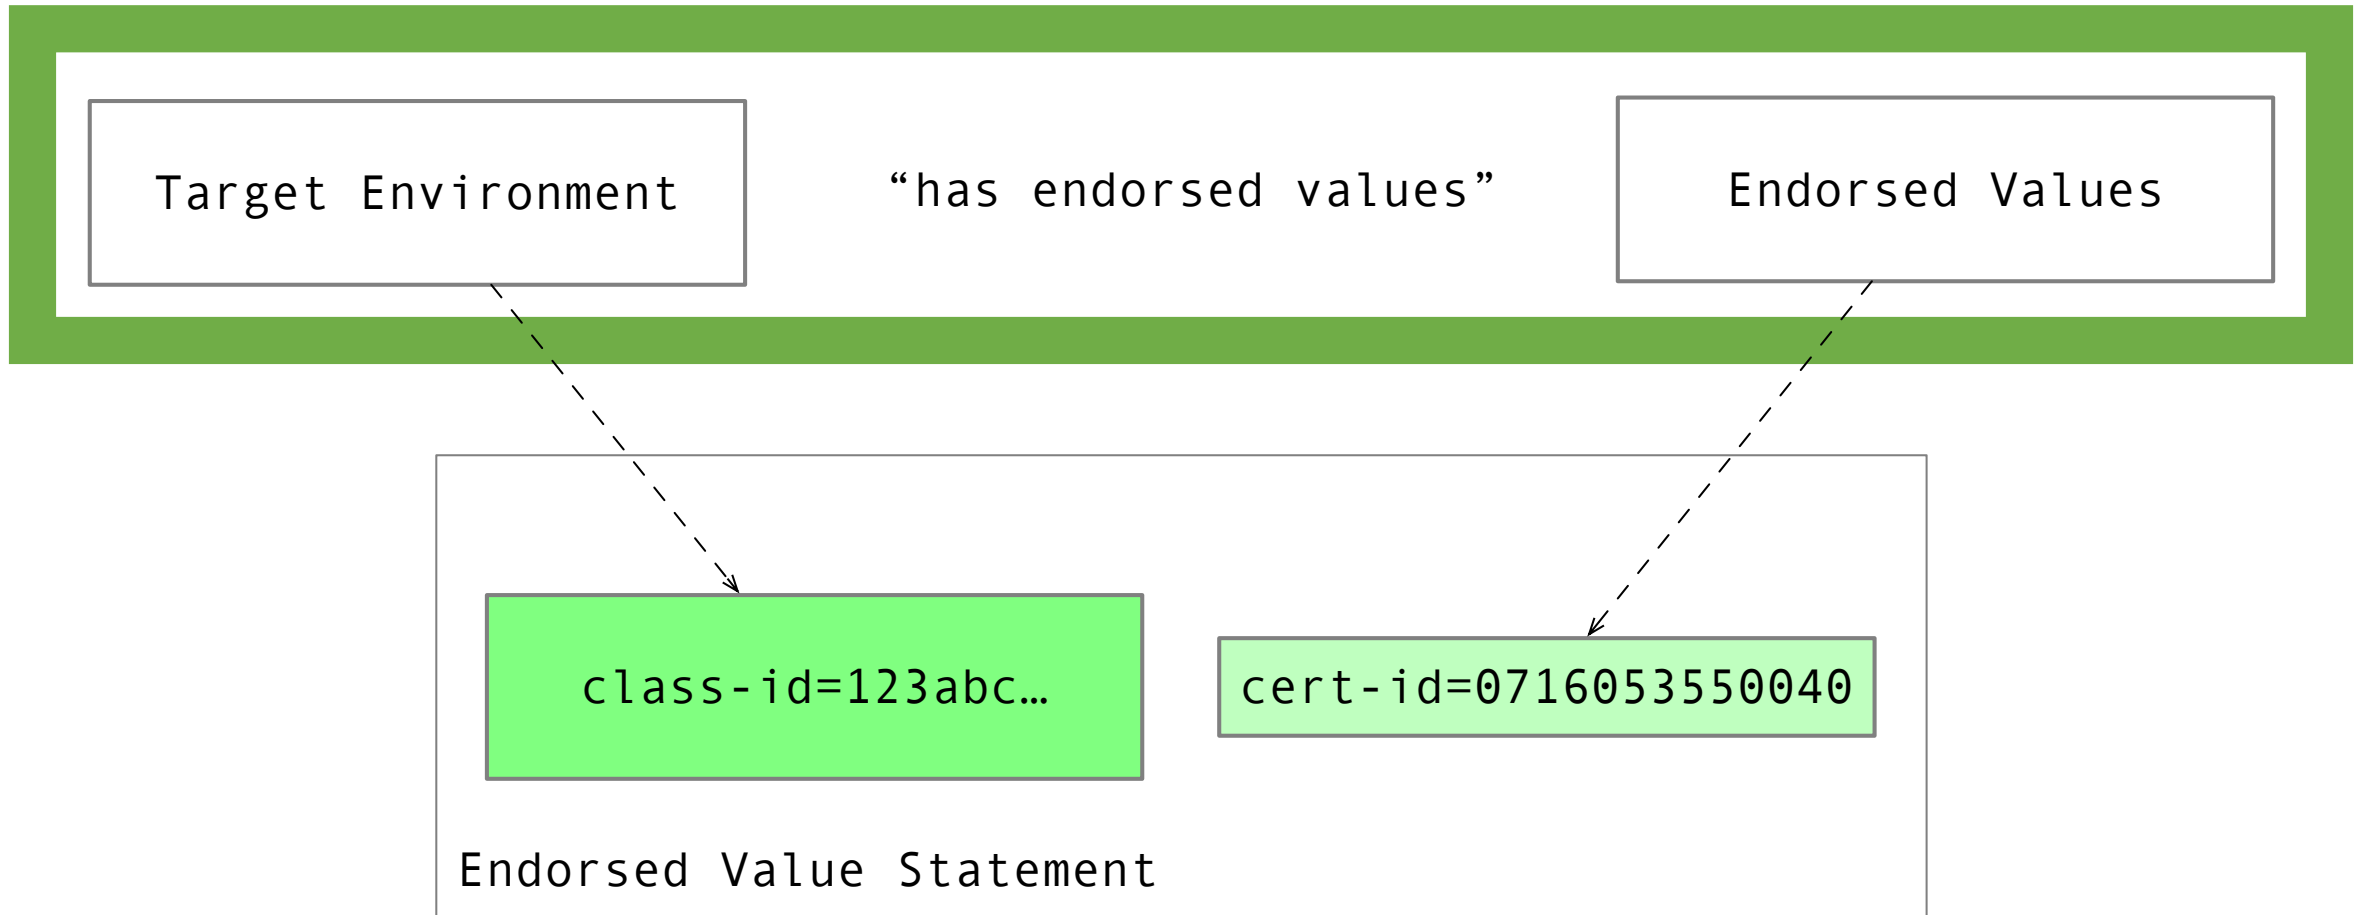 Target Environment
“has endorsed values”
Endorsed Values
class-id=123abc…
cert-id=0716053550040
Endorsed Value Statement